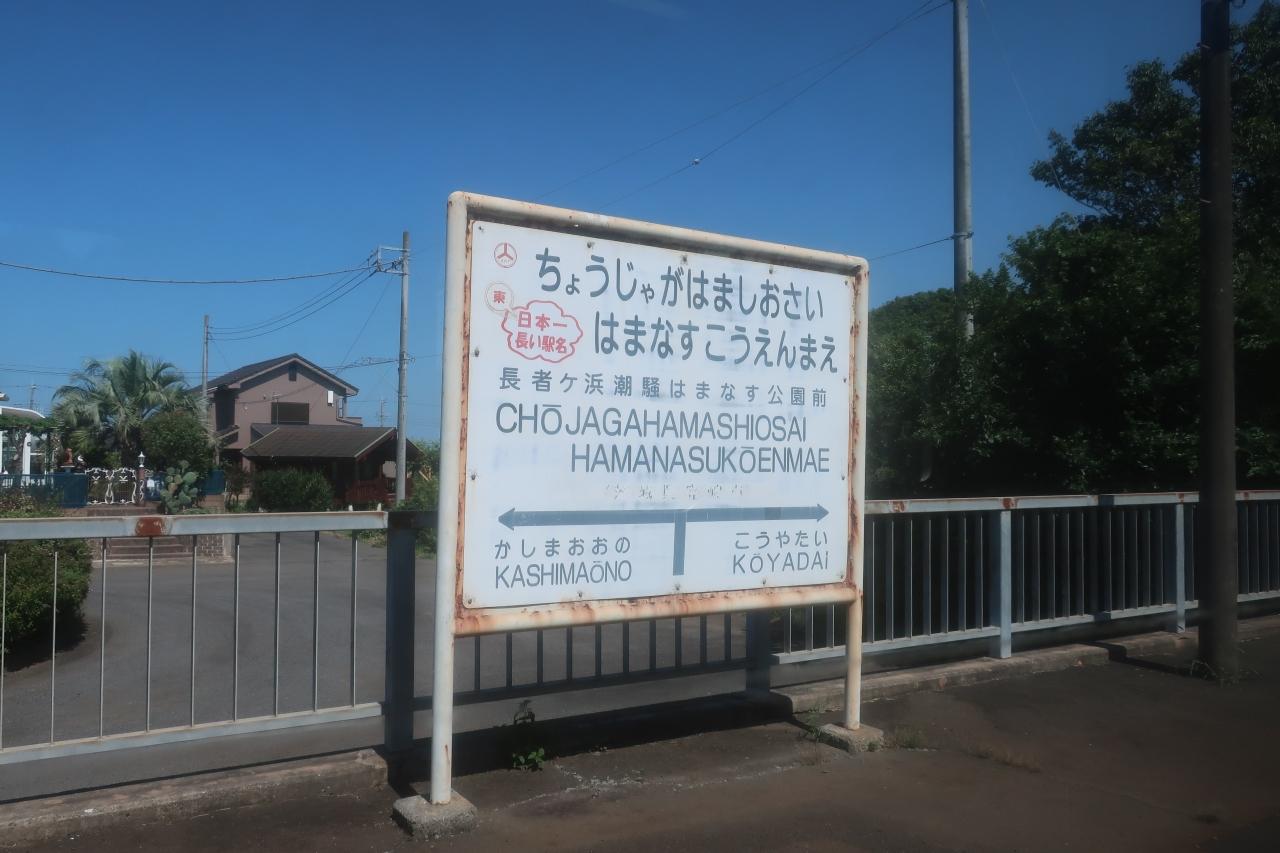 ちょうじゃがはましおさい
はまなすこうえんまえ
東
日本一
長い駅名
長者ケ浜潮騒はまなす公園前
CHŌJAGAHAMASHIOSAI
HAMANASUKŌENMAE
かしまおおの
KASHIMAŌNO
こうやだい
KŌYADAI